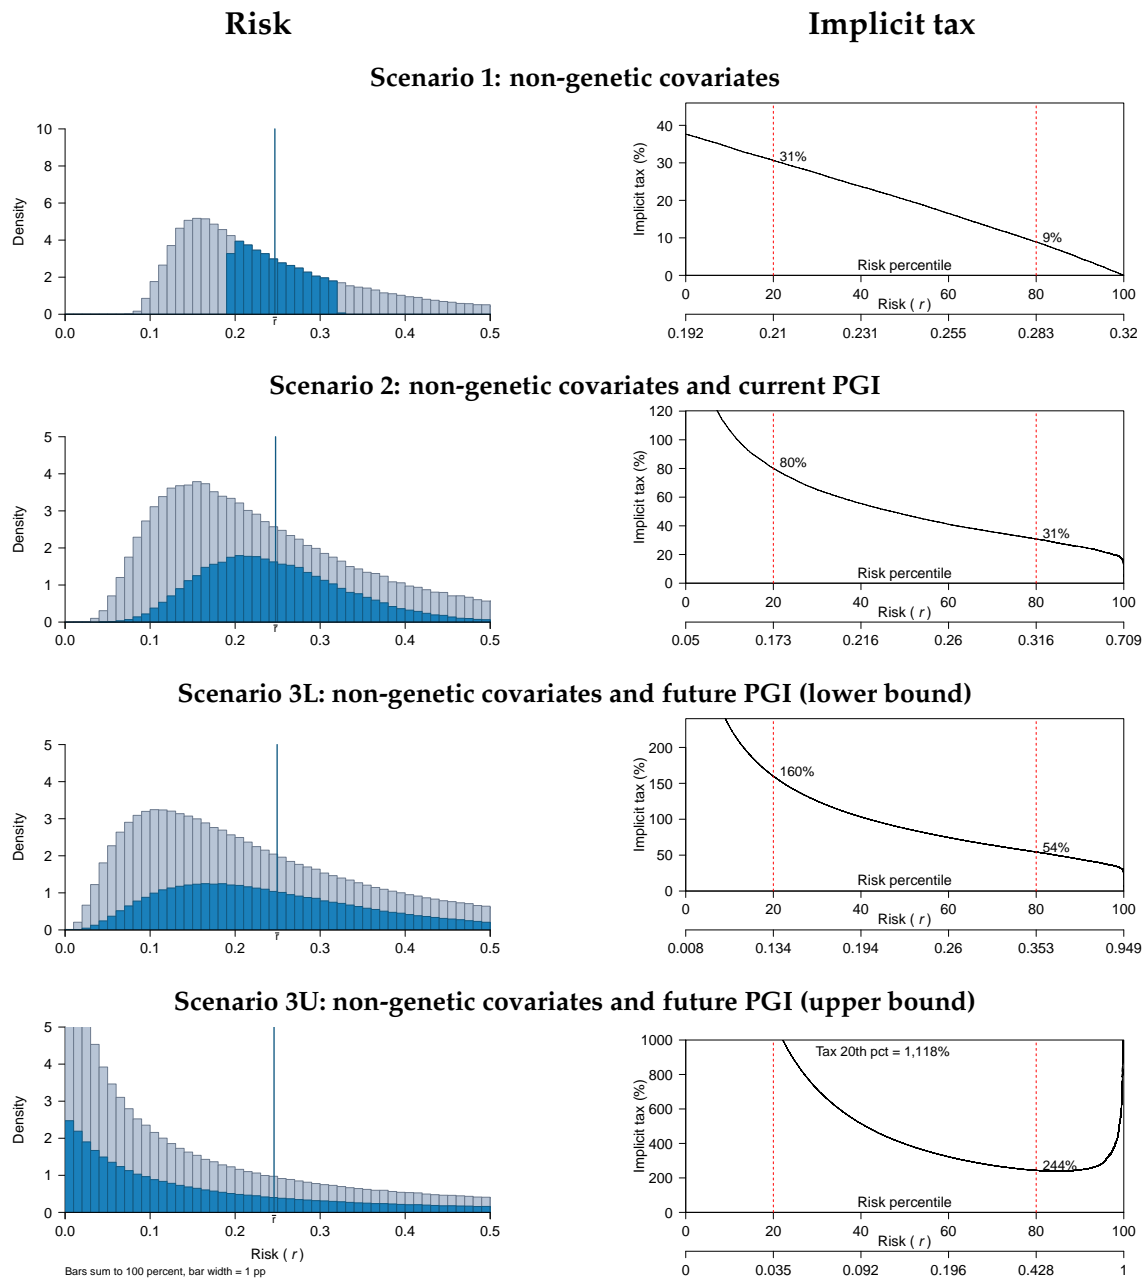 Risk
Implicit tax
Scenario 1: non-genetic covariates
Density
10
8
6
4
2
0
0.0 0.1 0.2 0.3 0.4 0.5
r̄
Implicit tax (%)
40
30
20
10
0
31%
9%
Risk percentile
0 20 40 60 80 100
Risk ( r )
0.192 0.21 0.231 0.255 0.283 0.32
Scenario 2: non-genetic covariates and current PGI
Density
5
4
3
2
1
0
0.0 0.1 0.2 0.3 0.4 0.5
r̄
Implicit tax (%)
120
100
80
60
40
20
0
80%
31%
Risk percentile
0 20 40 60 80 100
Risk ( r )
0.05 0.173 0.216 0.26 0.316 0.709
Scenario 3L: non-genetic covariates and future PGI (lower bound)
Density
5
4
3
2
1
0
0.0 0.1 0.2 0.3 0.4 0.5
r̄
Implicit tax (%)
200
150
100
50
0
160%
54%
Risk percentile
0 20 40 60 80 100
Risk ( r )
0.008 0.134 0.194 0.26 0.353 0.949
Scenario 3U: non-genetic covariates and future PGI (upper bound)
Density
5
4
3
2
1
0
0.0 0.1 0.2 0.3 0.4 0.5
r̄
Risk ( r )
Bars sum to 100 percent, bar width = 1 pp
Implicit tax (%)
1000
800
600
400
200
0
Tax 20th pct = 1,118%
244%
Risk percentile
0 20 40 60 80 100
Risk ( r )
0 0.035 0.092 0.196 0.428 1